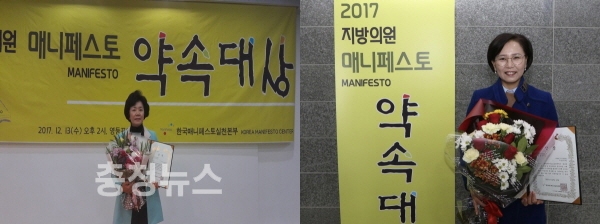 의원 매니페스토
MANIFESTO
약속대상
2017. 12. 13(수) 오후 2시,
한국매니페스토실천본부 KOREA MANIFESTO CENTER
충청뉴스
2017
지방의원
매니페스토
MANIFESTO
약속대